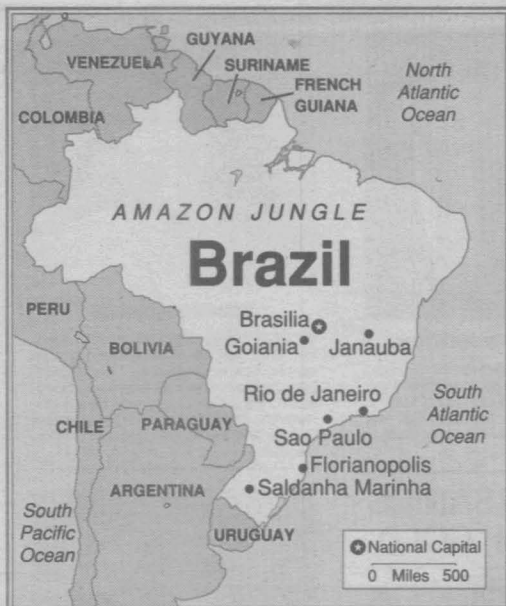 GUYANA
VENEZUELA
SURINAME
North
Atlantic
Ocean
FRENCH
GUIANA
COLOMBIA
AMAZON JUNGLE
Brazil
PERU
Brasilia
Goiania
Janauba
BOLIVIA
Rio de Janeiro
South
Atlantic
Ocean
CHILE
PARAGUAY
Sao Paulo
Florianopolis
ARGENTINA
Saldanha Marinha
South
Pacific
Ocean
URUGUAY
National Capital
0 Miles 500